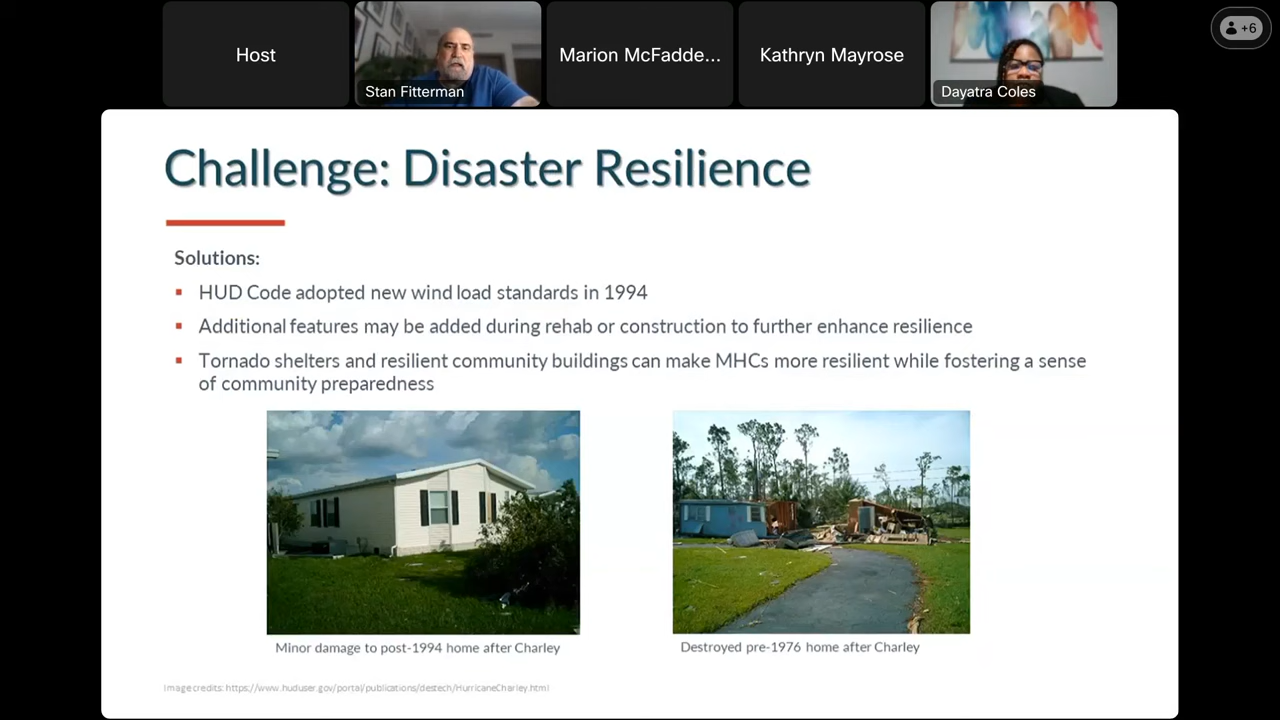 Host
Stan Fitterman
Marion McFadde...
Kathryn Mayrose
Dayatra Coles
+6
Challenge: Disaster Resilience
Solutions:
▪ HUD Code adopted new wind load standards in 1994
▪ Additional features may be added during rehab or construction to further enhance resilience
▪ Tornado shelters and resilient community buildings can make MHCs more resilient while fostering a sense
of community preparedness
Minor damage to post-1994 home after Charley
Destroyed pre-1976 home after Charley
Image credits: https://www.huduser.gov/portal/publications/destech/HurricaneCharley.html